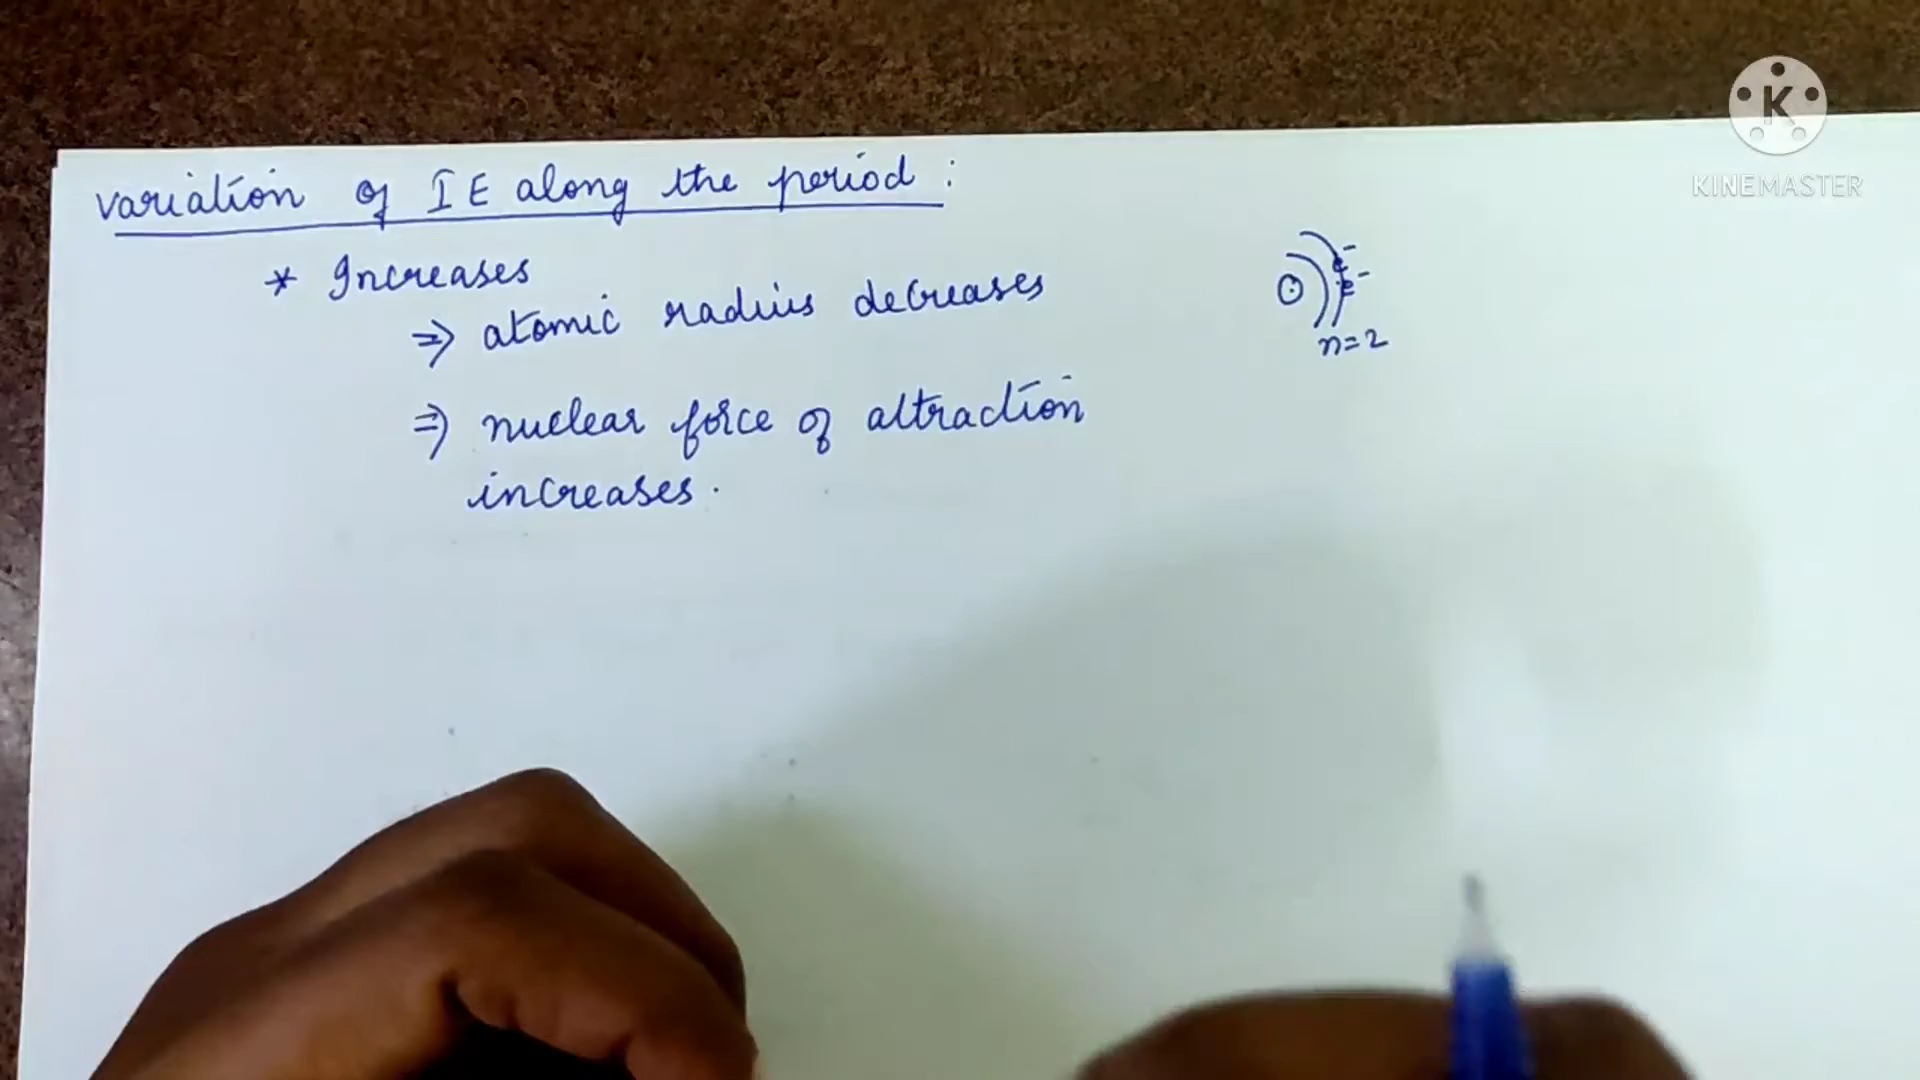 variation of IE along the period :
* Increases
⇒ atomic radius decreases
⇒ nuclear force of attraction
increases.
e-
e-
n=2
K
KINEMASTER